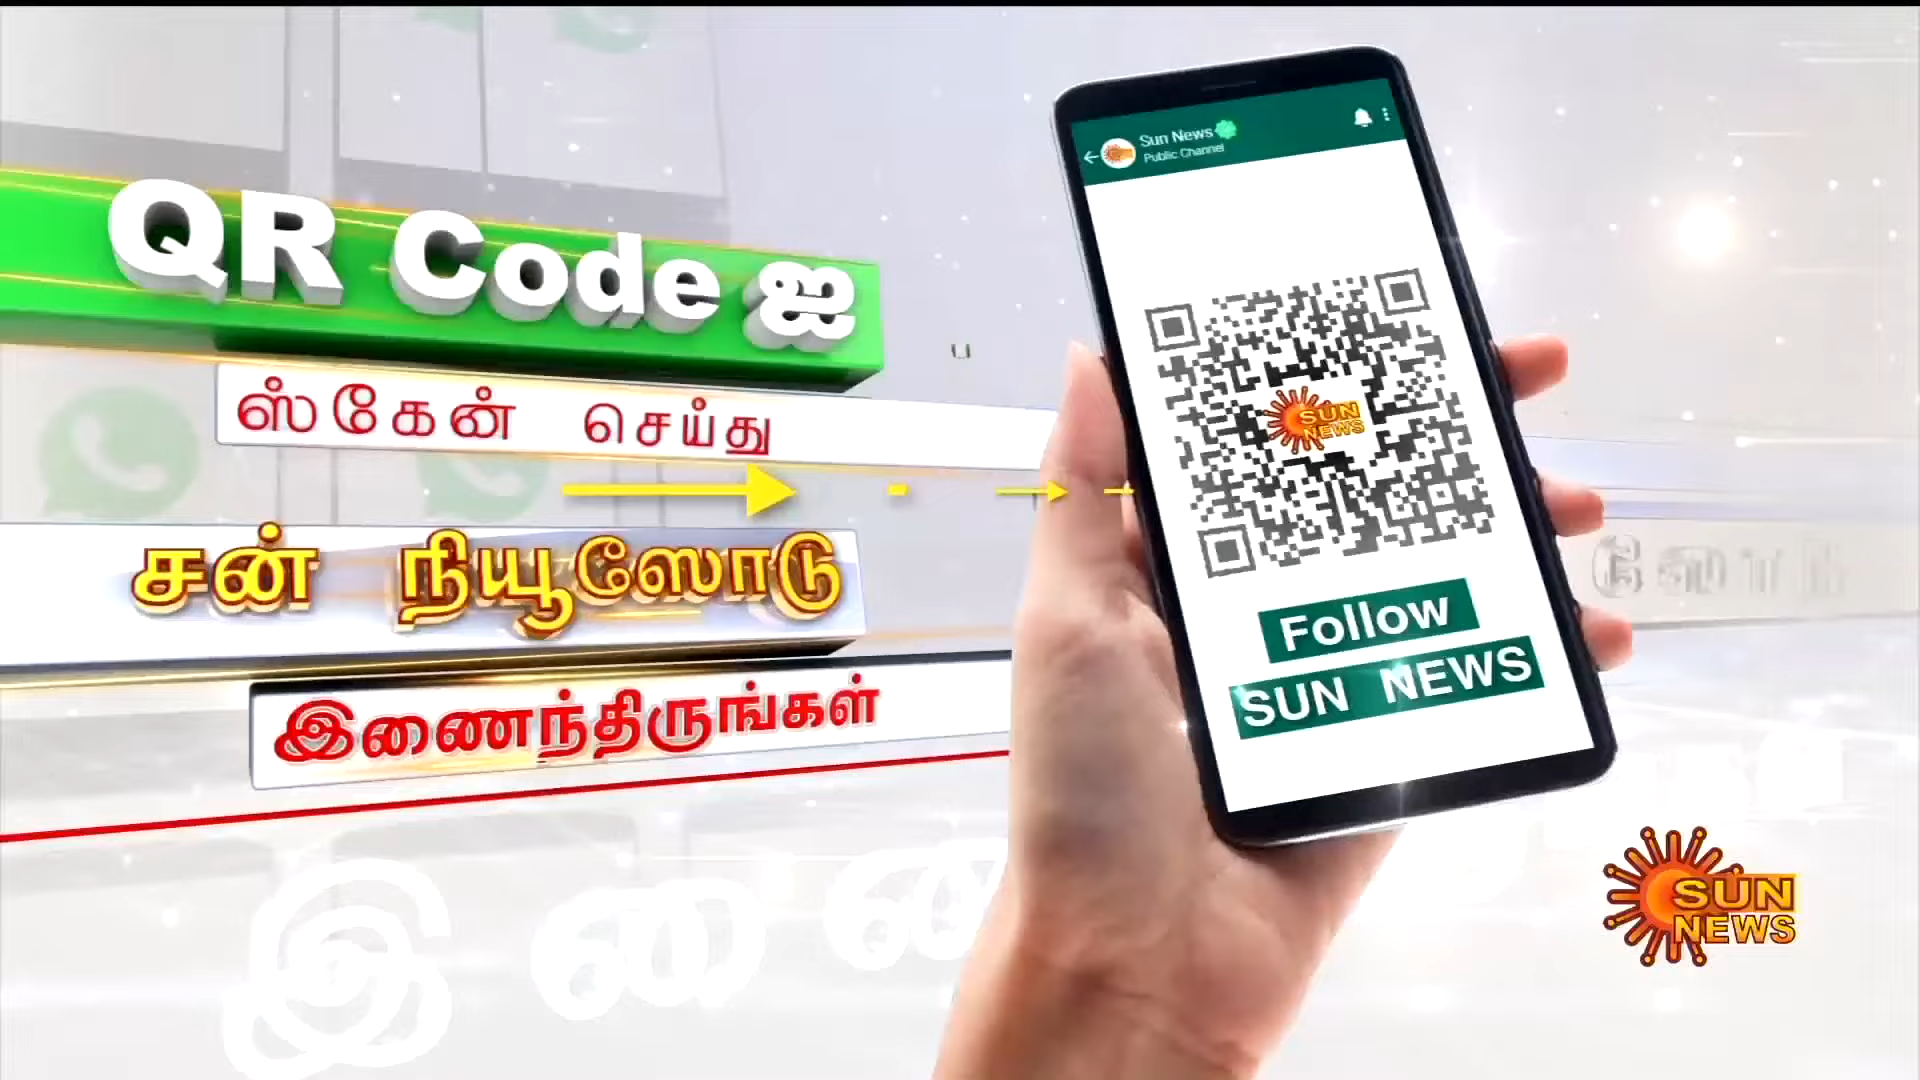 QR Code ஐ
ஸ்கேன் செய்து
சன் நியூஸோடு
இணைந்திருங்கள்
Sun News
Public Channel
SUN
NEWS
Follow
SUN NEWS
SUN
NEWS